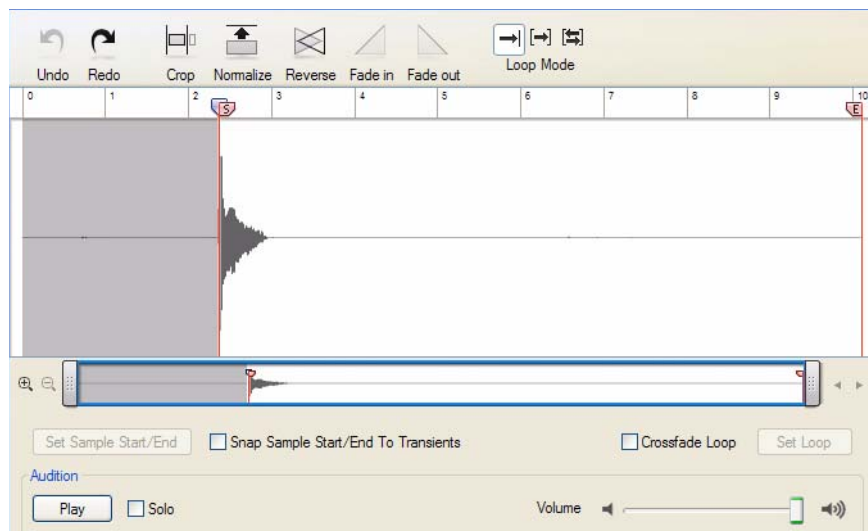 Undo Redo Crop Normalize Reverse Fade in Fade out Loop Mode
0 1 2 3 4 5 6 7 8 9 10
S E
Set Sample Start/End Snap Sample Start/End To Transients Crossfade Loop Set Loop
Audition
Play Solo Volume